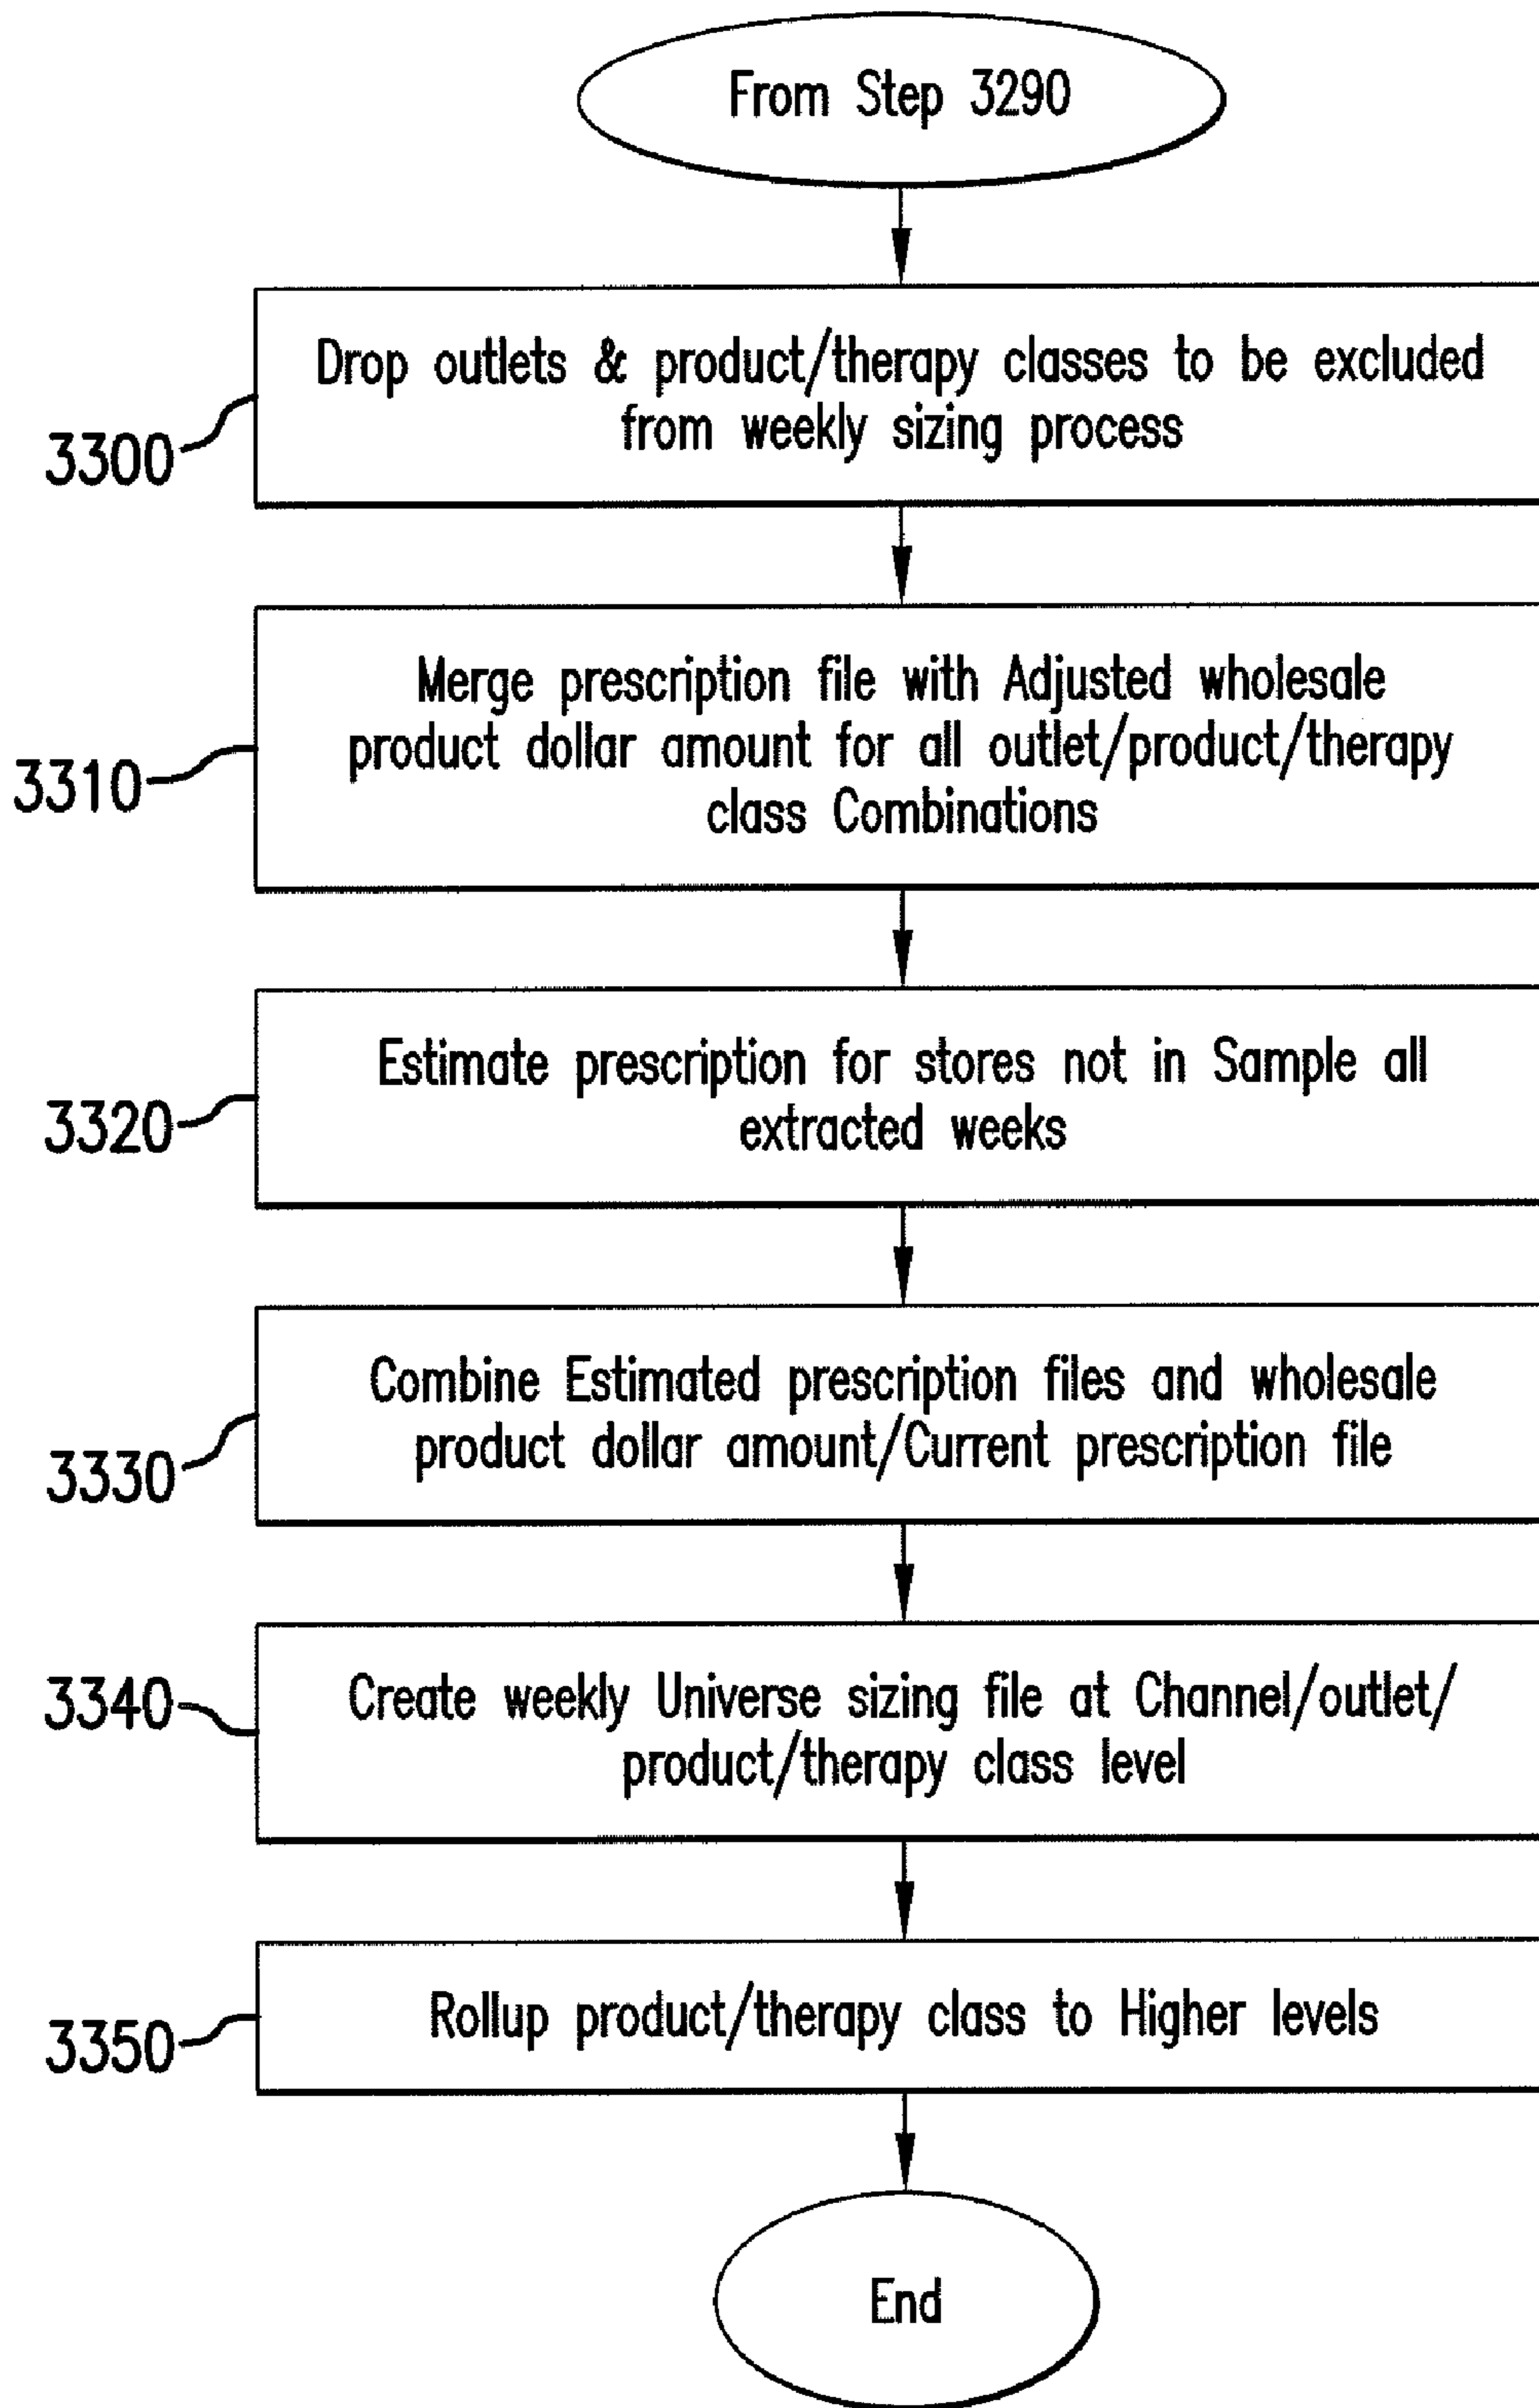 From Step 3290
Drop outlets & product/therapy classes to be excluded
from weekly sizing process
3300
Merge prescription file with Adjusted wholesale
product dollar amount for all outlet/product/therapy
class Combinations
3310
Estimate prescription for stores not in Sample all
extracted weeks
3320
Combine Estimated prescription files and wholesale
product dollar amount/Current prescription file
3330
Create weekly Universe sizing file at Channel/outlet/
product/therapy class level
3340
Rollup product/therapy class to Higher levels
3350
End